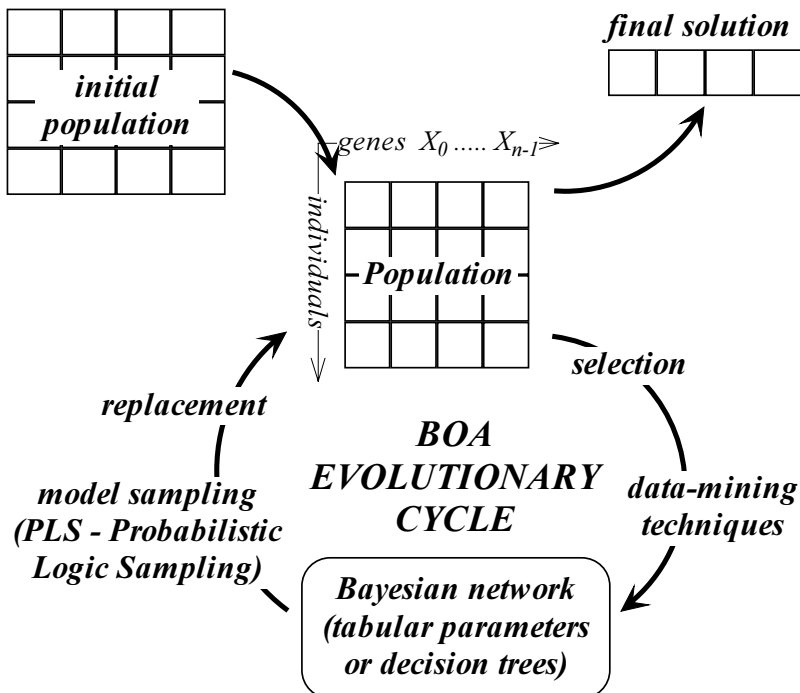 initial
population
final solution
genes X0 ..... Xn-1
individuals
Population
selection
replacement
BOA
EVOLUTIONARY
CYCLE
data-mining
techniques
model sampling
(PLS - Probabilistic
Logic Sampling)
Bayesian network
(tabular parameters
or decision trees)